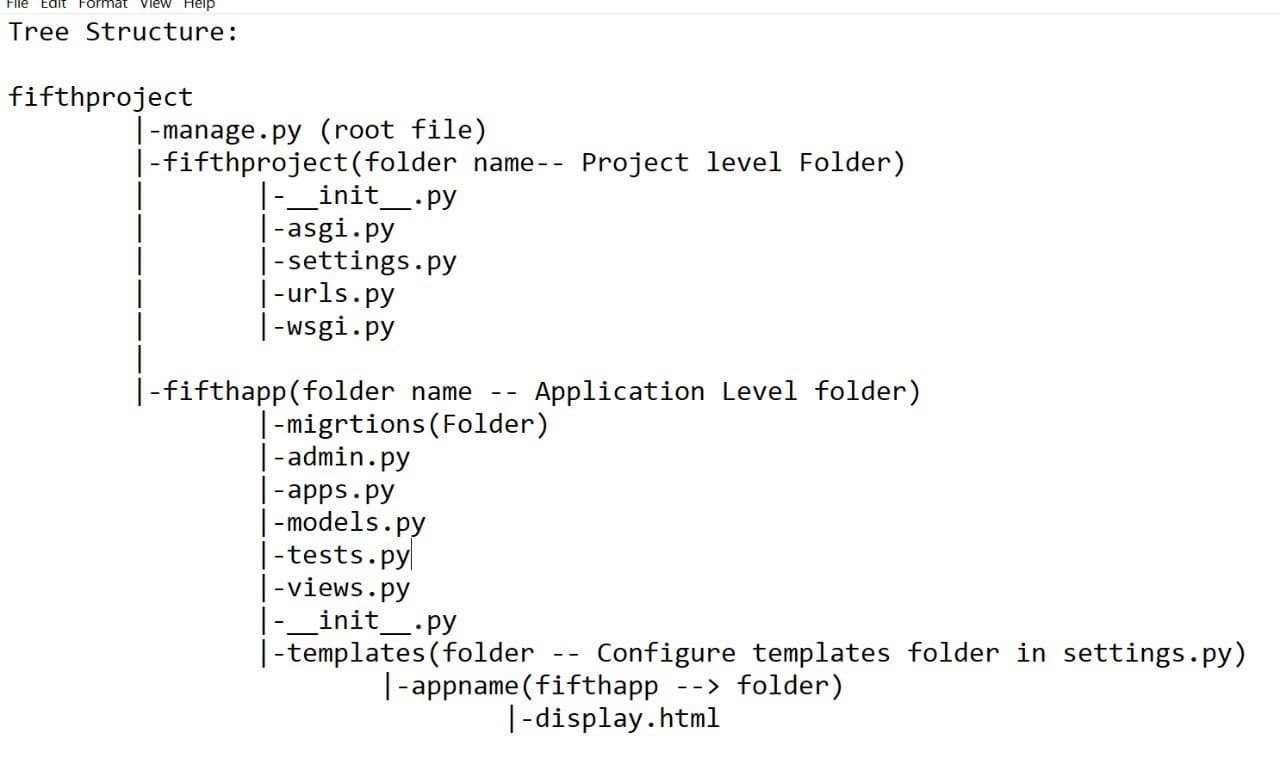 File Edit Format View Help
Tree Structure:
fifthproject
|-manage.py (root file)
|-fifthproject(folder name-- Project level Folder)
| |-__init__.py
| |-asgi.py
| |-settings.py
| |-urls.py
| |-wsgi.py
|
|-fifthapp(folder name -- Application Level folder)
|-migrtions(Folder)
|-admin.py
|-apps.py
|-models.py
|-tests.py
|-views.py
|-__init__.py
|-templates(folder -- Configure templates folder in settings.py)
|-appname(fifthapp --> folder)
|-display.html